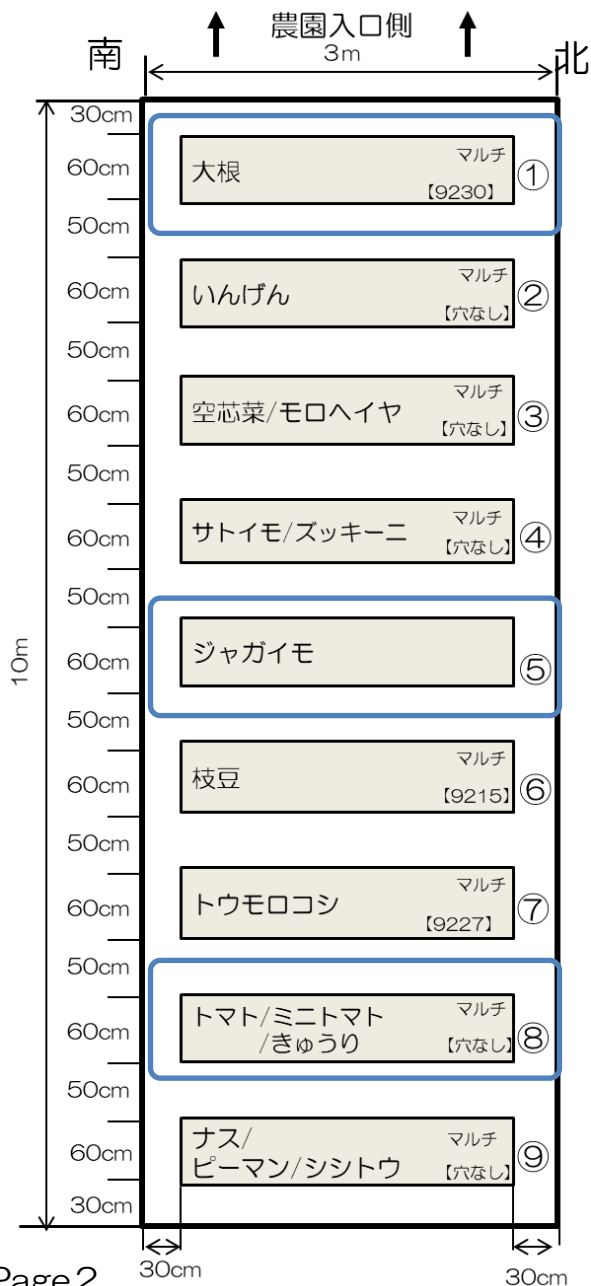 農園入口側
南
3m
北
30cm
60cm
大根
マルチ
【9230】
①
50cm
60cm
いんげん
マルチ
【穴なし】
②
50cm
60cm
空芯菜/モロヘイヤ
マルチ
【穴なし】
③
50cm
60cm
サトイモ/ズッキーニ
マルチ
【穴なし】
④
50cm
10m
60cm
ジャガイモ
⑤
50cm
60cm
枝豆
マルチ
【9215】
⑥
50cm
60cm
トウモロコシ
マルチ
【9227】
⑦
50cm
60cm
トマト/ミニトマト
/きゅうり
マルチ
【穴なし】
⑧
50cm
60cm
ナス/
ピーマン/シシトウ
マルチ
【穴なし】
⑨
30cm
30cm
30cm
Page 2